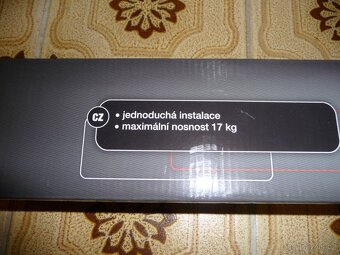 CZ
• jednoduchá instalace
• maximální nosnost 17 kg